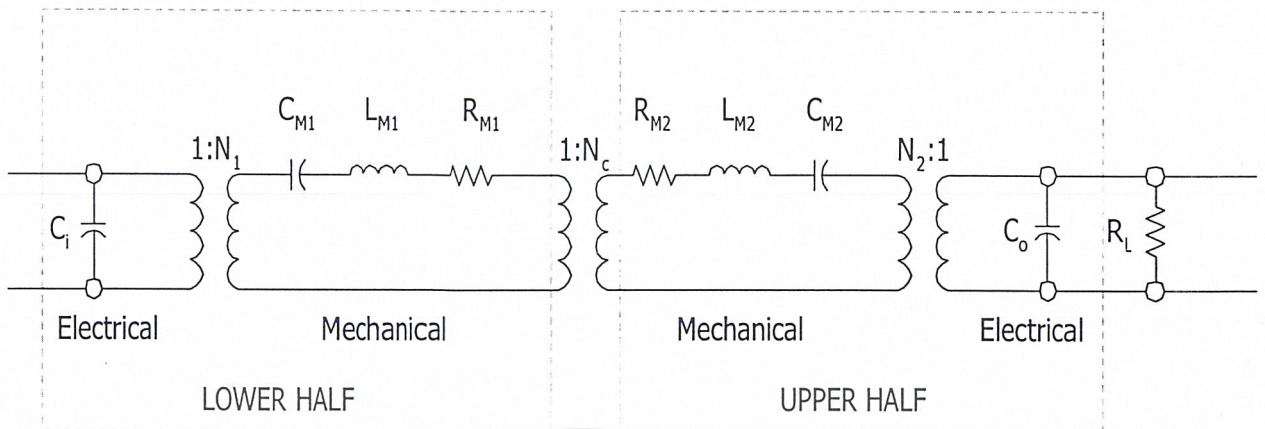 C_M1 L_M1 R_M1 R_M2 L_M2 C_M2
1:N_1 1:N_c N_2:1
C_i C_o R_L
Electrical Mechanical Mechanical Electrical
LOWER HALF UPPER HALF